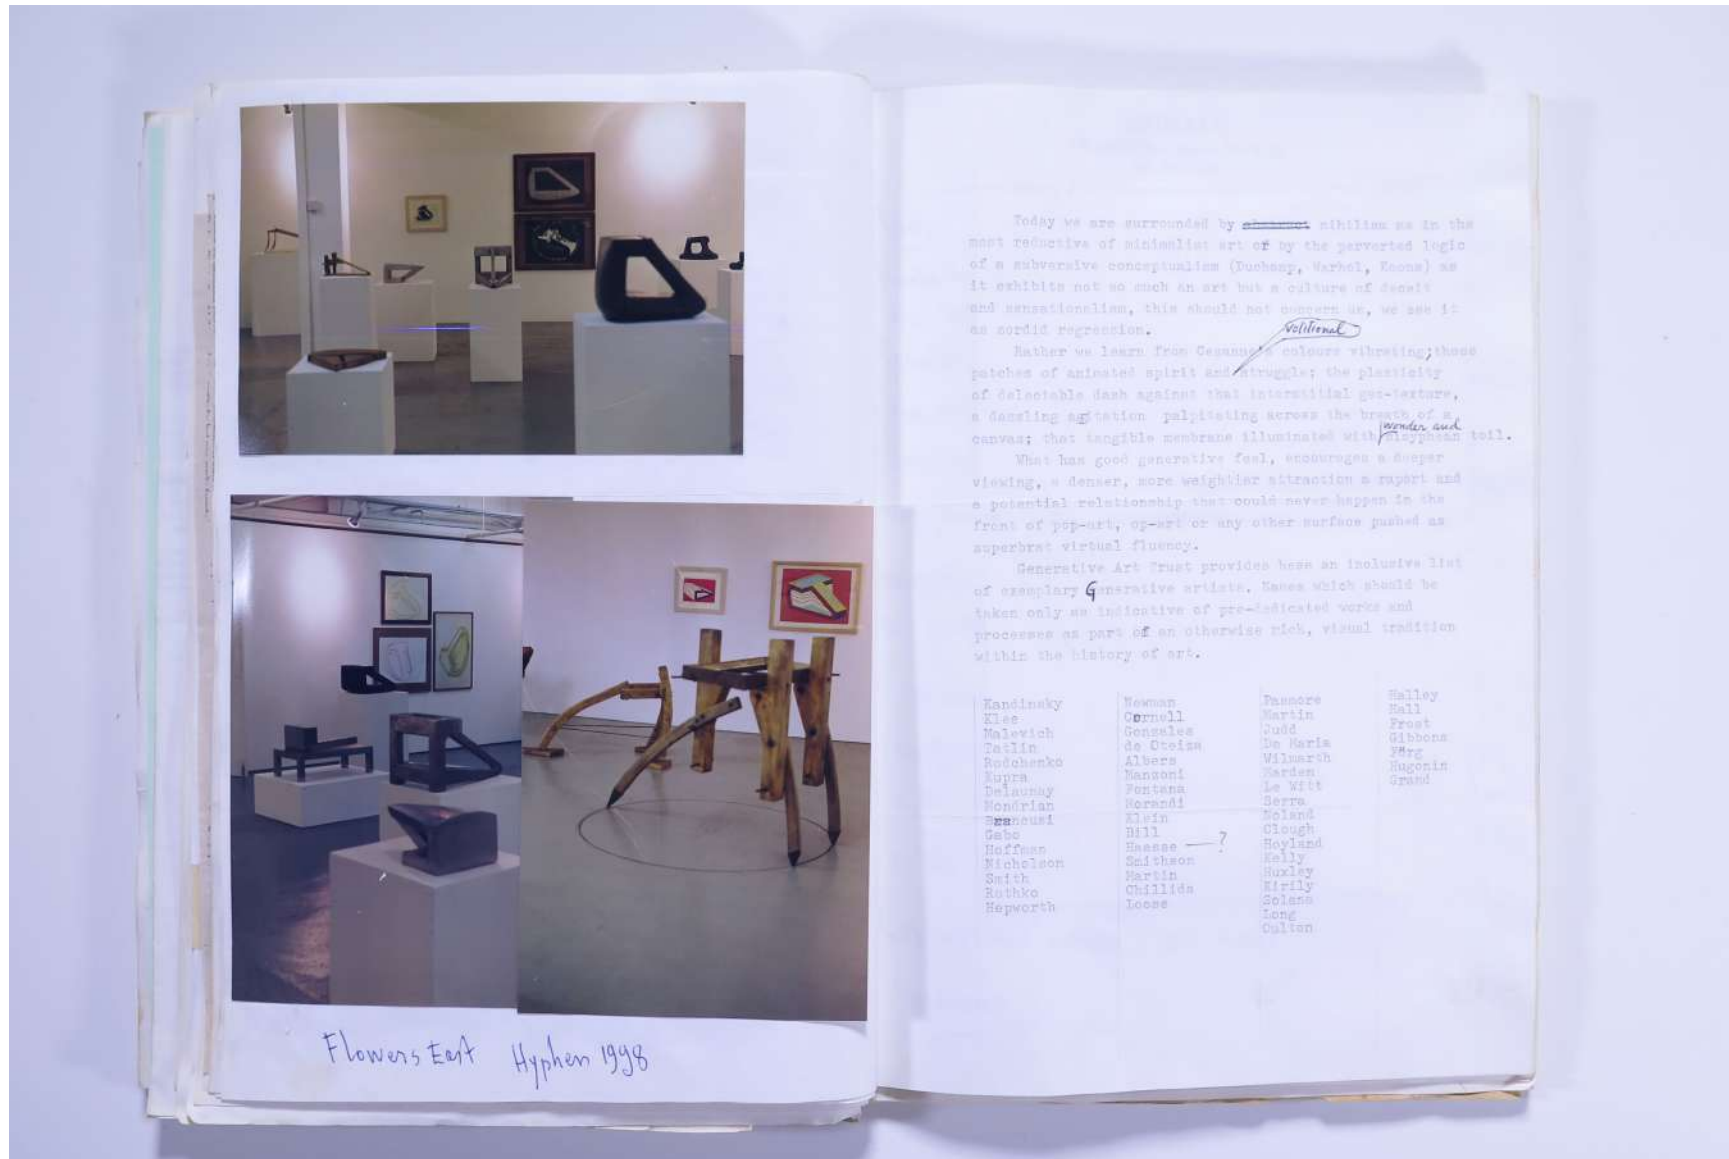 Flowers East Hyphen 1998
Today we are surrounded by nihilism as in the
most reductive of minimalist art or by the perverted logic
of a subversive conceptualism (Duchamp, Warhol, Koons) as
it exhibits not so much an art but a culture of deceit
and sensationalism, this should not concern us, we see it
as sordid regression.
volitional
Rather we learn from Cezanne's colours vibrating; those
patches of animated spirit and struggle; the plasticity
of delectable dash against that interstitial geo-texture,
a dazzling agitation palpitating across the breath of a
wonder and
canvas; that tangible membrane illuminated with sisyphean toil.
What has good generative feel, encourages a deeper
viewing, a denser, more weightier attraction a raport and
a potential relationship that could never happen in the
front of pop-art, op-art or any other surface pushed as
superbrat virtual fluency.
Generative Art Trust provides here an inclusive list
of exemplary Generative artists. Names which should be
taken only as indicative of pre-dedicated works and
processes as part of an otherwise rich, visual tradition
within the history of art.
Kandinsky
Klee
Malevich
Tatlin
Rodchenko
Kupra
Delaunay
Mondrian
Brancusi
Gabo
Hoffman
Nicholson
Smith
Rothko
Hepworth
Newman
Cornell
Gonzales
de Oteiza
Albers
Manzoni
Fontana
Morandi
Klein
Bill
Haesse — ?
Smithson
Martin
Chillida
Loose
Pasmore
Martin
Judd
De Maria
Wilmarth
Marden
Le Witt
Serra
Noland
Clough
Hoyland
Kelly
Huxley
Kirily
Solano
Long
Oulton
Halley
Hall
Frost
Gibbons
Förg
Hugonin
Grand